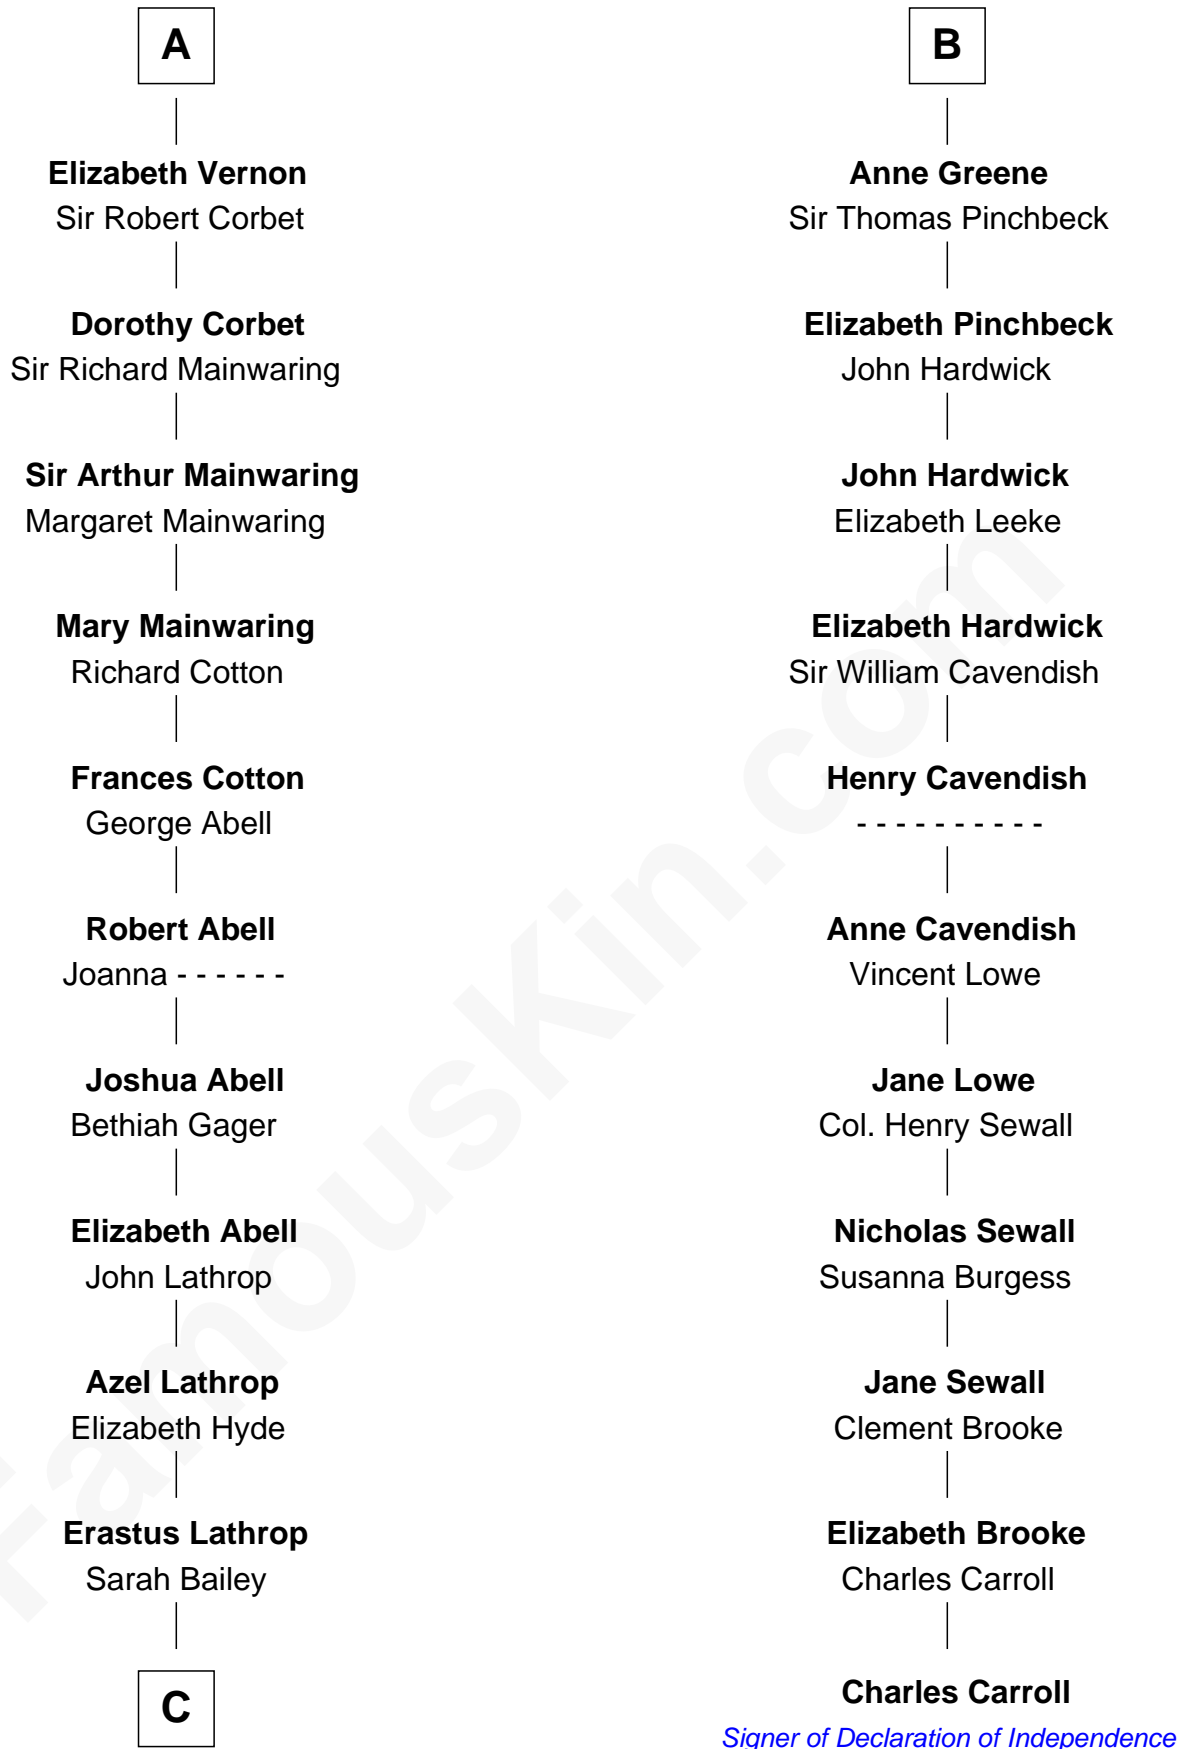 A
Elizabeth Vernon
Sir Robert Corbet
Dorothy Corbet
Sir Richard Mainwaring
Sir Arthur Mainwaring
Margaret Mainwaring
Mary Mainwaring
Richard Cotton
Frances Cotton
George Abell
Robert Abell
Joanna - - - - - -
Joshua Abell
Bethiah Gager
Elizabeth Abell
John Lathrop
Azel Lathrop
Elizabeth Hyde
Erastus Lathrop
Sarah Bailey
C
B
Anne Greene
Sir Thomas Pinchbeck
Elizabeth Pinchbeck
John Hardwick
John Hardwick
Elizabeth Leeke
Elizabeth Hardwick
Sir William Cavendish
Henry Cavendish
- - - - - - - - - -
Anne Cavendish
Vincent Lowe
Jane Lowe
Col. Henry Sewall
Nicholas Sewall
Susanna Burgess
Jane Sewall
Clement Brooke
Elizabeth Brooke
Charles Carroll
Charles Carroll
Signer of Declaration of Independence
FamousKin.com